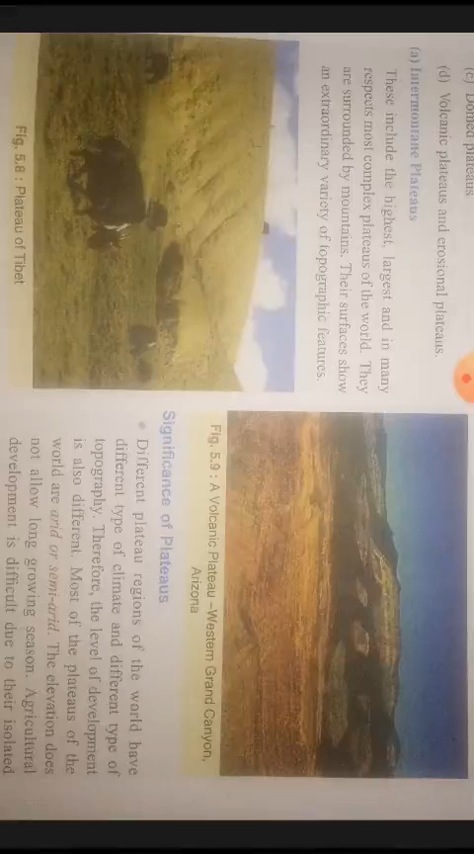 (c) Domed plateaus
(d) Volcanic plateaus and erosional plateaus.
(a) Intermontane Plateaus
These include the highest, largest and in many
respects most complex plateaus of the world. They
are surrounded by mountains. Their surfaces show
an extraordinary variety of topographic features.
Fig. 5.8 : Plateau of Tibet
Fig. 5.9 : A Volcanic Plateau –Western Grand Canyon,
Arizona
Significance of Plateaus
• Different plateau regions of the world have
different type of climate and different type of
topography. Therefore, the level of development
is also different. Most of the plateaus of the
world are arid or semi-arid. The elevation does
not allow long growing season. Agricultural
development is difficult due to their isolated